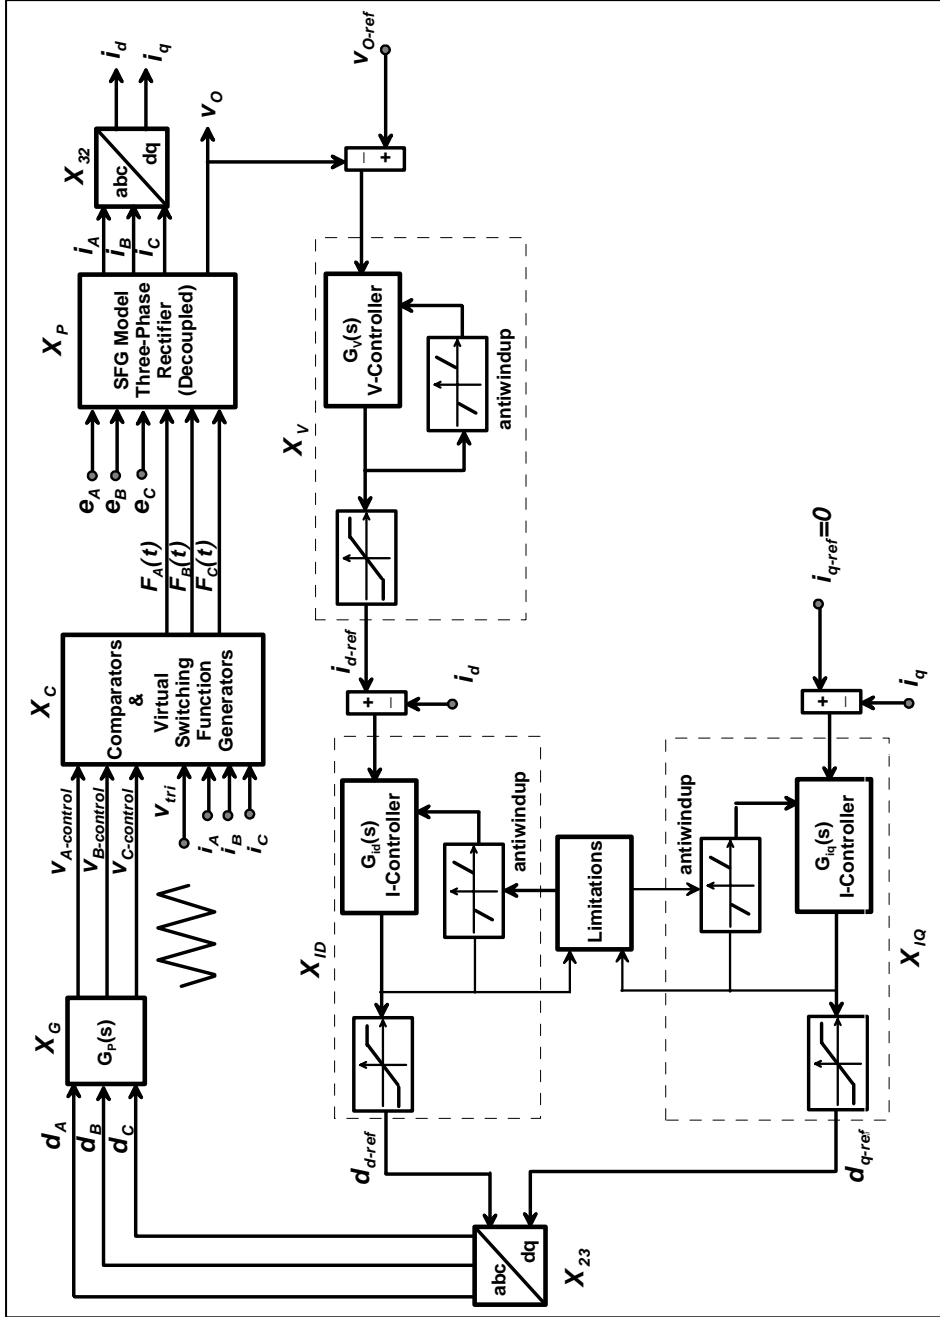 d_A
d_B
d_C
X_G
G_P(s)
v_A-control
v_B-control
v_C-control
v_tri
i_A
i_B
i_C
X_C
Comparators
&
Virtual
Switching
Function
Generators
F_A(t)
F_B(t)
F_C(t)
e_A
e_B
e_C
X_P
SFG Model
Three-Phase
Rectifier
(Decoupled)
i_A
i_B
i_C
X_32
abc
dq
i_d
i_q
v_O
v_O-ref
−
+
X_V
G_V(s)
V-Controller
antiwindup
i_d-ref
+
−
i_d
X_ID
G_id(s)
I-Controller
antiwindup
Limitations
d_d-ref
X_23
abc
dq
i_q-ref=0
+
−
i_q
antiwindup
G_iq(s)
I-Controller
X_IQ
d_q-ref